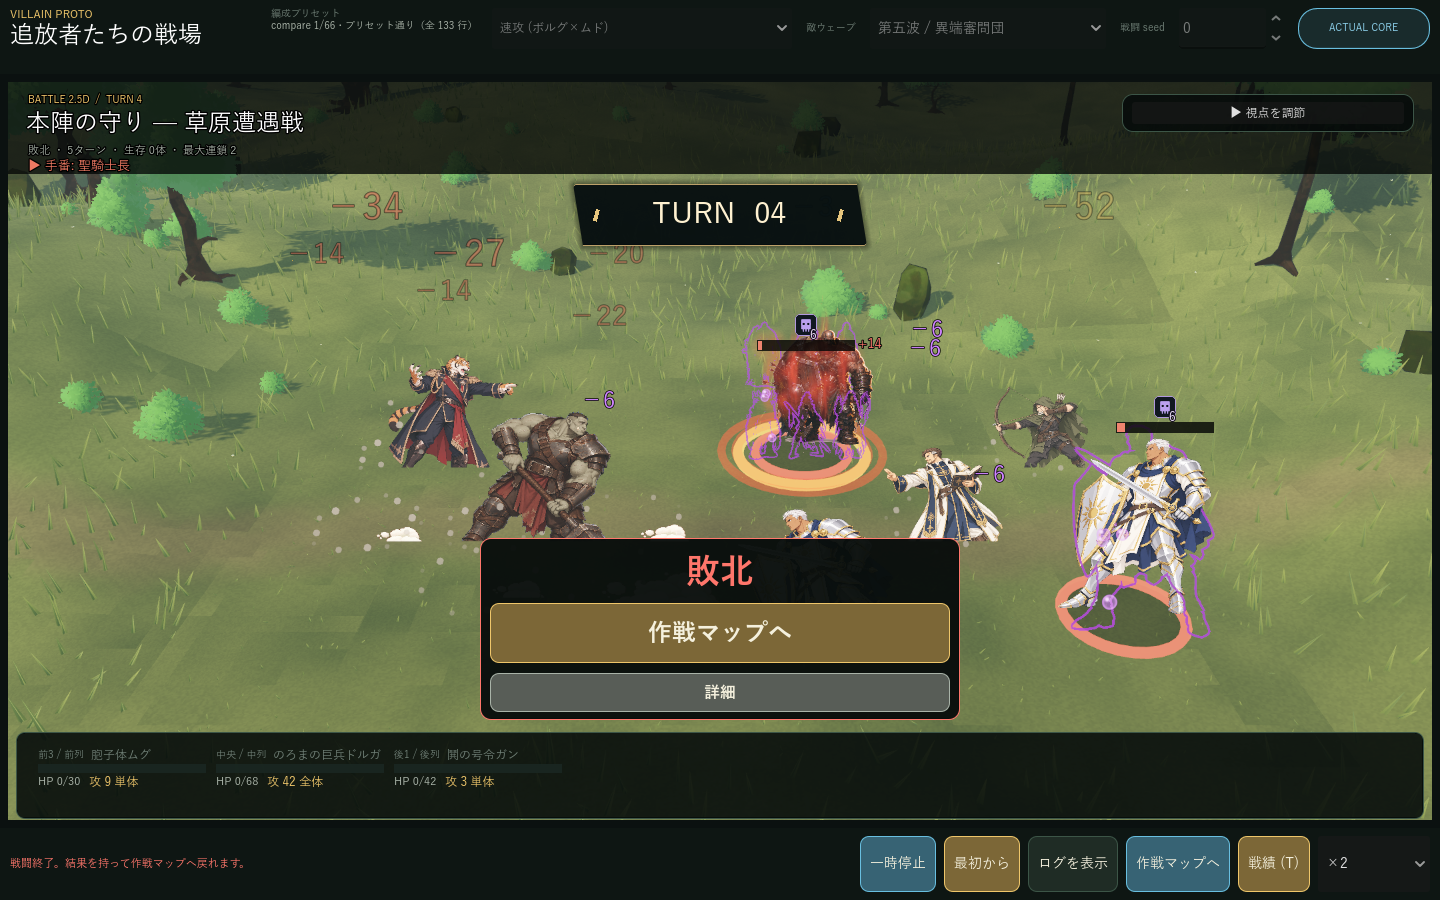 VILLAIN PROTO
追放者たちの戦場
編成プリセット
compare 1/66・プリセット通り（全 133 行）
速攻 (ボルグ×ムド)
敵ウェーブ
第五波 / 異端審問団
戦闘 seed
0
ACTUAL CORE
BATTLE 2.5D / TURN 4
本陣の守り — 草原遭遇戦
敗北 ・ 5ターン ・ 生存 0体 ・ 最大連鎖 2
▶ 手番: 聖騎士長
▶ 視点を調節
TURN 04
－34
－14
－27
－14
－20
－22
－52
6
+14
－6
－6
－6
6
－6
敗北
作戦マップへ
詳細
前3 / 前列 胞子体ムグ
HP 0/30 攻 9 単体
中央 / 中列 のろまの巨兵ドルガ
HP 0/68 攻 42 全体
後1 / 後列 鬨の号令ガン
HP 0/42 攻 3 単体
戦闘終了。結果を持って作戦マップへ戻れます。
一時停止
最初から
ログを表示
作戦マップへ
戦績 (T)
×2